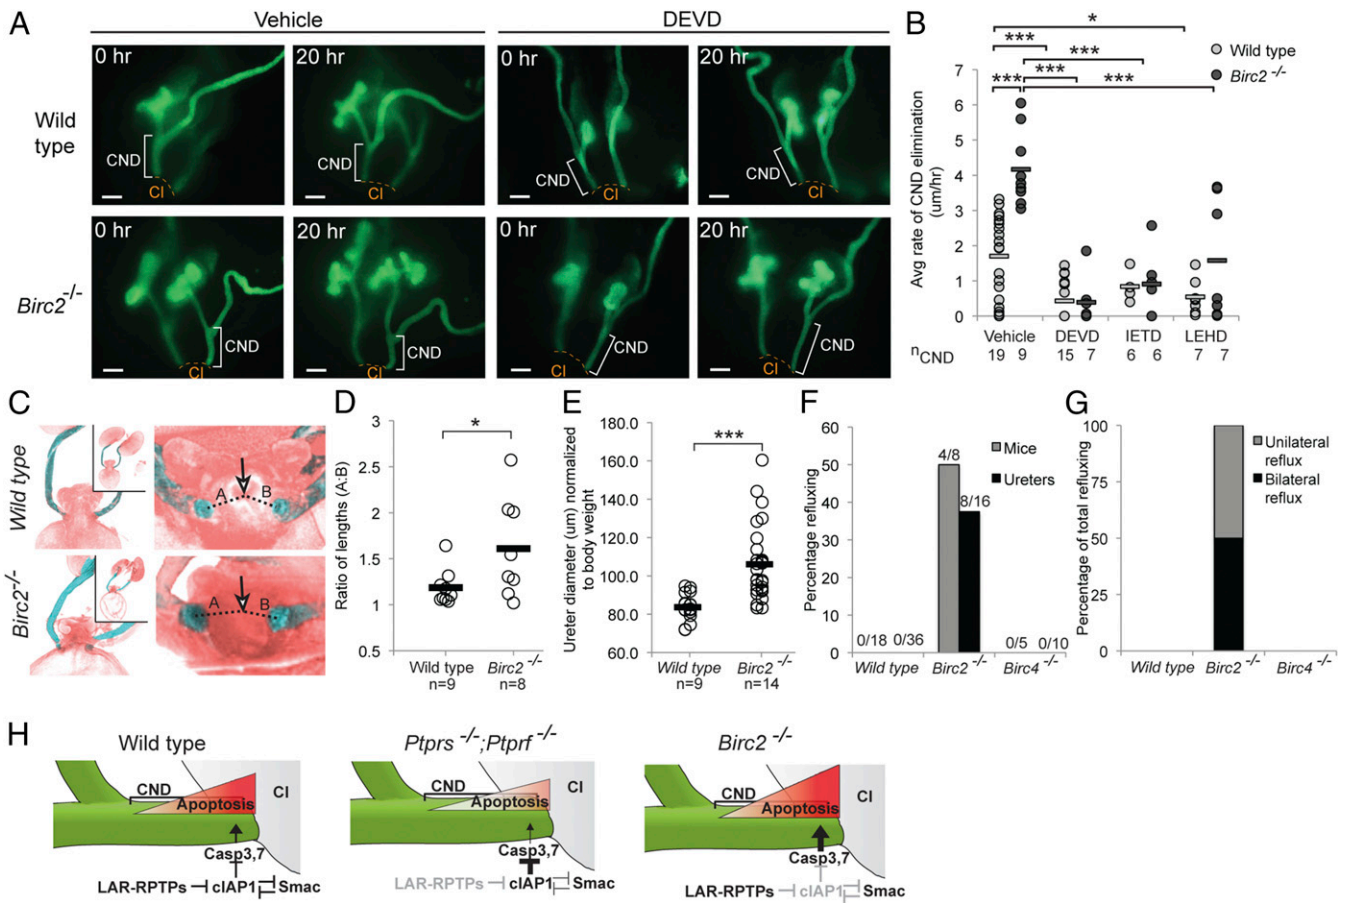 A
Vehicle
DEVD
Wild type
0 hr
CND
CI
20 hr
CND
CI
0 hr
CND
CI
20 hr
CND
CI
Birc2-/-
0 hr
CND
CI
20 hr
CND
CI
0 hr
CND
CI
20 hr
CND
CI
B
Wild type
Birc2 -/-
*
***
***
***
***
***
Avg rate of CND elimination
(um/hr)
7
6
5
4
3
2
1
0
Vehicle DEVD IETD LEHD
nCND
19 9 15 7 6 6 7 7
C
Wild type
A B
Birc2-/-
A B
D
Ratio of lengths (A:B)
3
2.5
2
1.5
1
0.5
*
Wild type
n=9
Birc2 -/-
n=8
E
Ureter diameter (um) normalized
to body weight
180.0
160.0
140.0
120.0
100.0
80.0
60.0
***
Wild type
n=9
Birc2 -/-
n=14
F
Percentage refluxing
60
50
40
30
20
10
0
Mice
Ureters
0/18 0/36
4/8
8/16
0/5 0/10
Wild type Birc2 -/- Birc4 -/-
G
Percentage of total refluxing
100
75
50
25
0
Unilateral
reflux
Bilateral
reflux
Wild type Birc2 -/- Birc4 -/-
H
Wild type
CND
CI
Apoptosis
Casp3,7
LAR-RPTPs cIAP1 Smac
Ptprs -/-;Ptprf -/-
CND
CI
Apoptosis
Casp3,7
LAR-RPTPs cIAP1 Smac
Birc2 -/-
CND
CI
Apoptosis
Casp3,7
LAR-RPTPs cIAP1 Smac